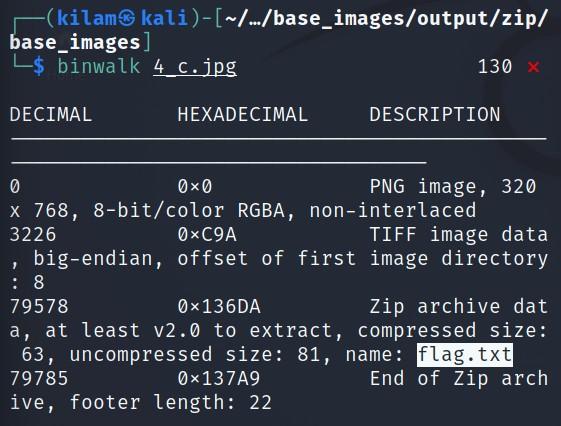 ┌──(kilam㉿kali)-[~/…/base_images/output/zip/
base_images]
└─$ binwalk 4_c.jpg 130 ⨯
DECIMAL HEXADECIMAL DESCRIPTION
0 0×0 PNG image, 320
x 768, 8-bit/color RGBA, non-interlaced
3226 0×C9A TIFF image data
, big-endian, offset of first image directory
: 8
79578 0×136DA Zip archive dat
a, at least v2.0 to extract, compressed size:
63, uncompressed size: 81, name: flag.txt
79785 0×137A9 End of Zip arch
ive, footer length: 22